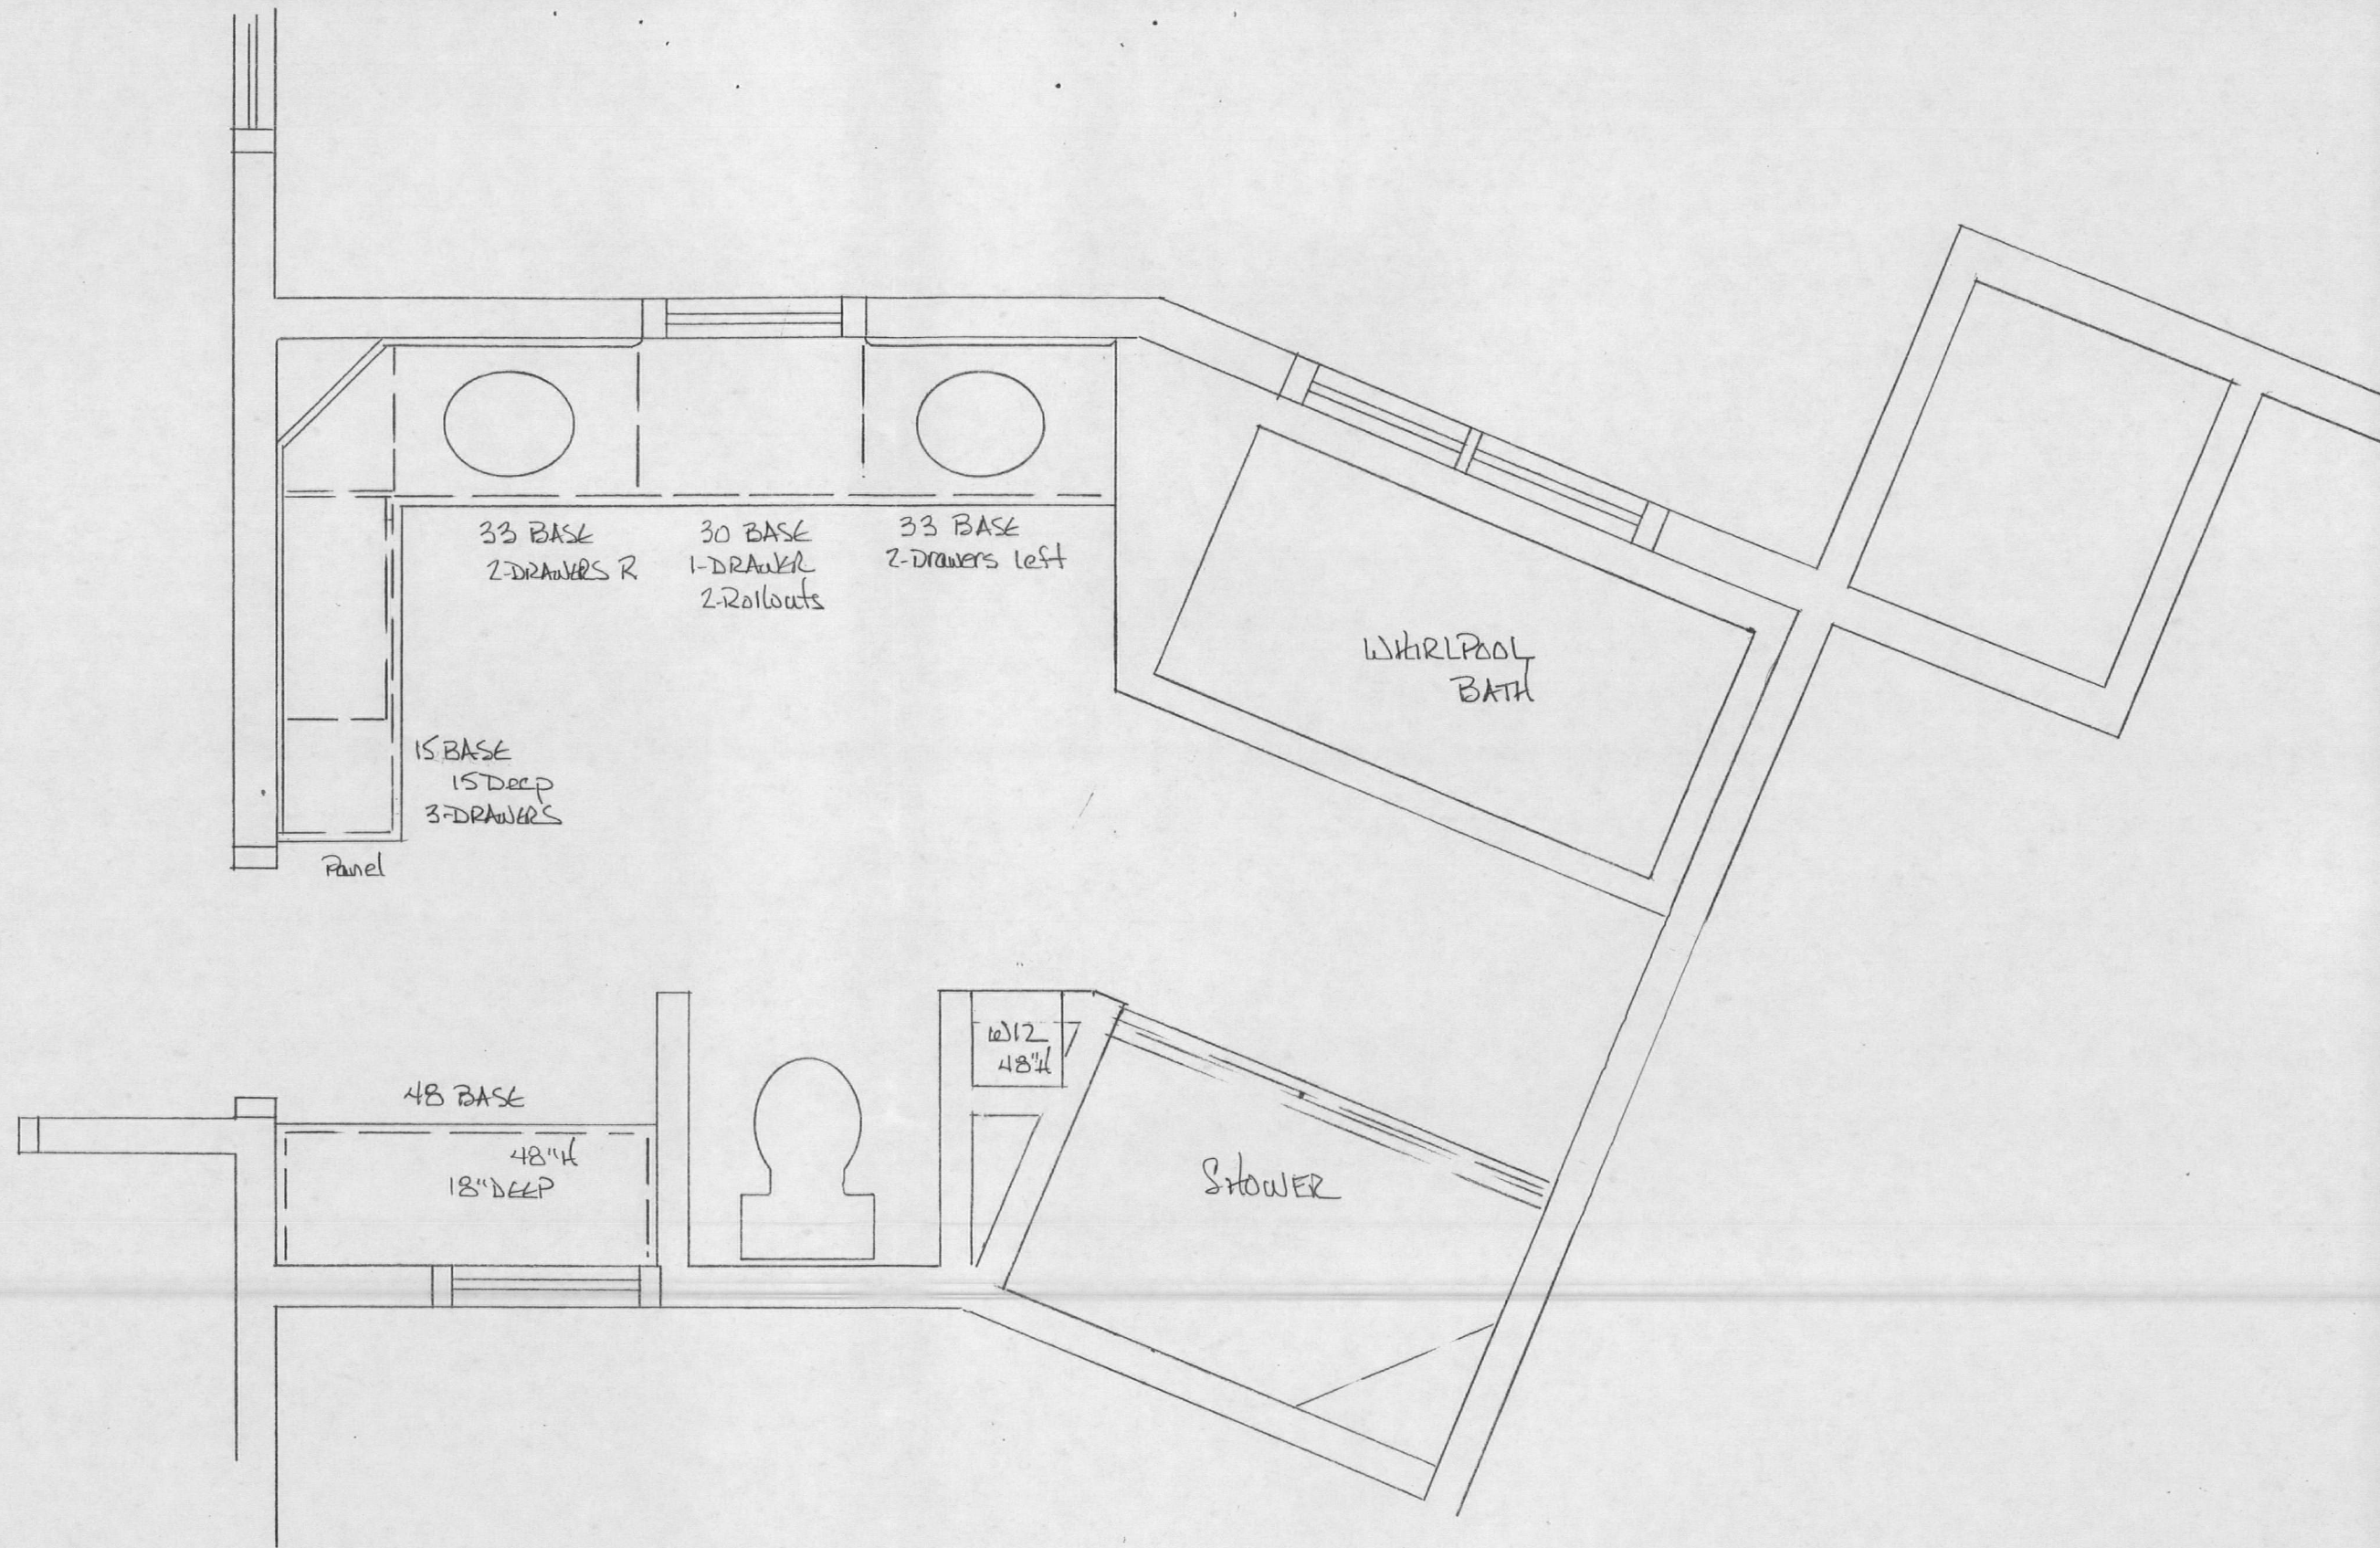 33 BASE
2-DRAWERS R
30 BASE
1-DRAWER
2-Rollouts
33 BASE
2-Drawers left
WHIRLPOOL
BATH
15 BASE
15 Deep
3-DRAWERS
Panel
W12
48"H
48 BASE
48"H
18" DEEP
SHOWER